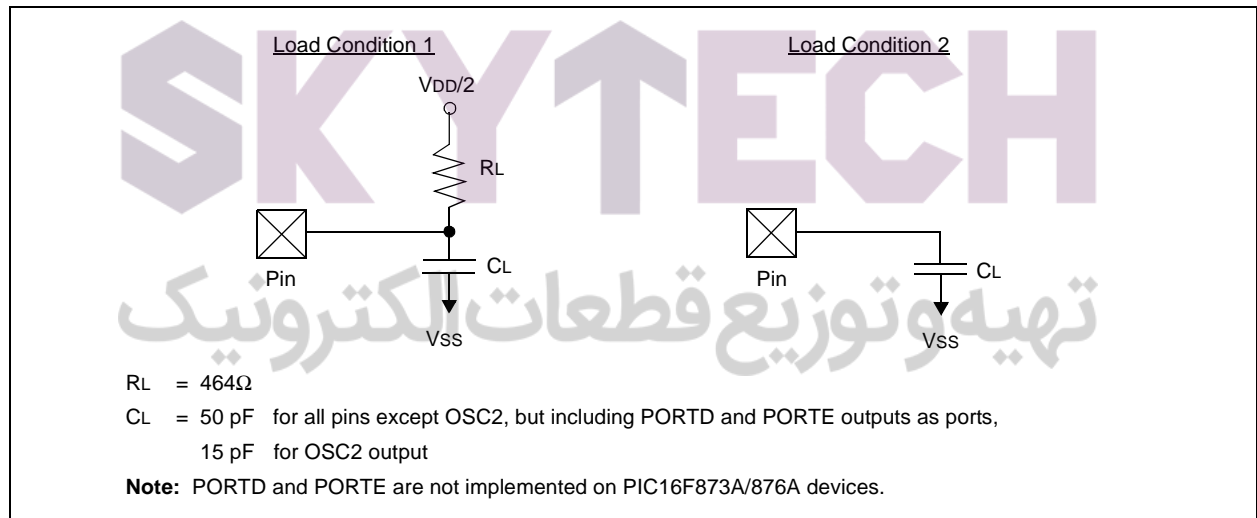 SKYTECH
Load Condition 1
Load Condition 2
VDD/2
RL
Pin
CL
VSS
Pin
CL
VSS
تهیه و توزیع قطعات الکترونیک
RL = 464Ω
CL = 50 pF for all pins except OSC2, but including PORTD and PORTE outputs as ports,
15 pF for OSC2 output
Note: PORTD and PORTE are not implemented on PIC16F873A/876A devices.